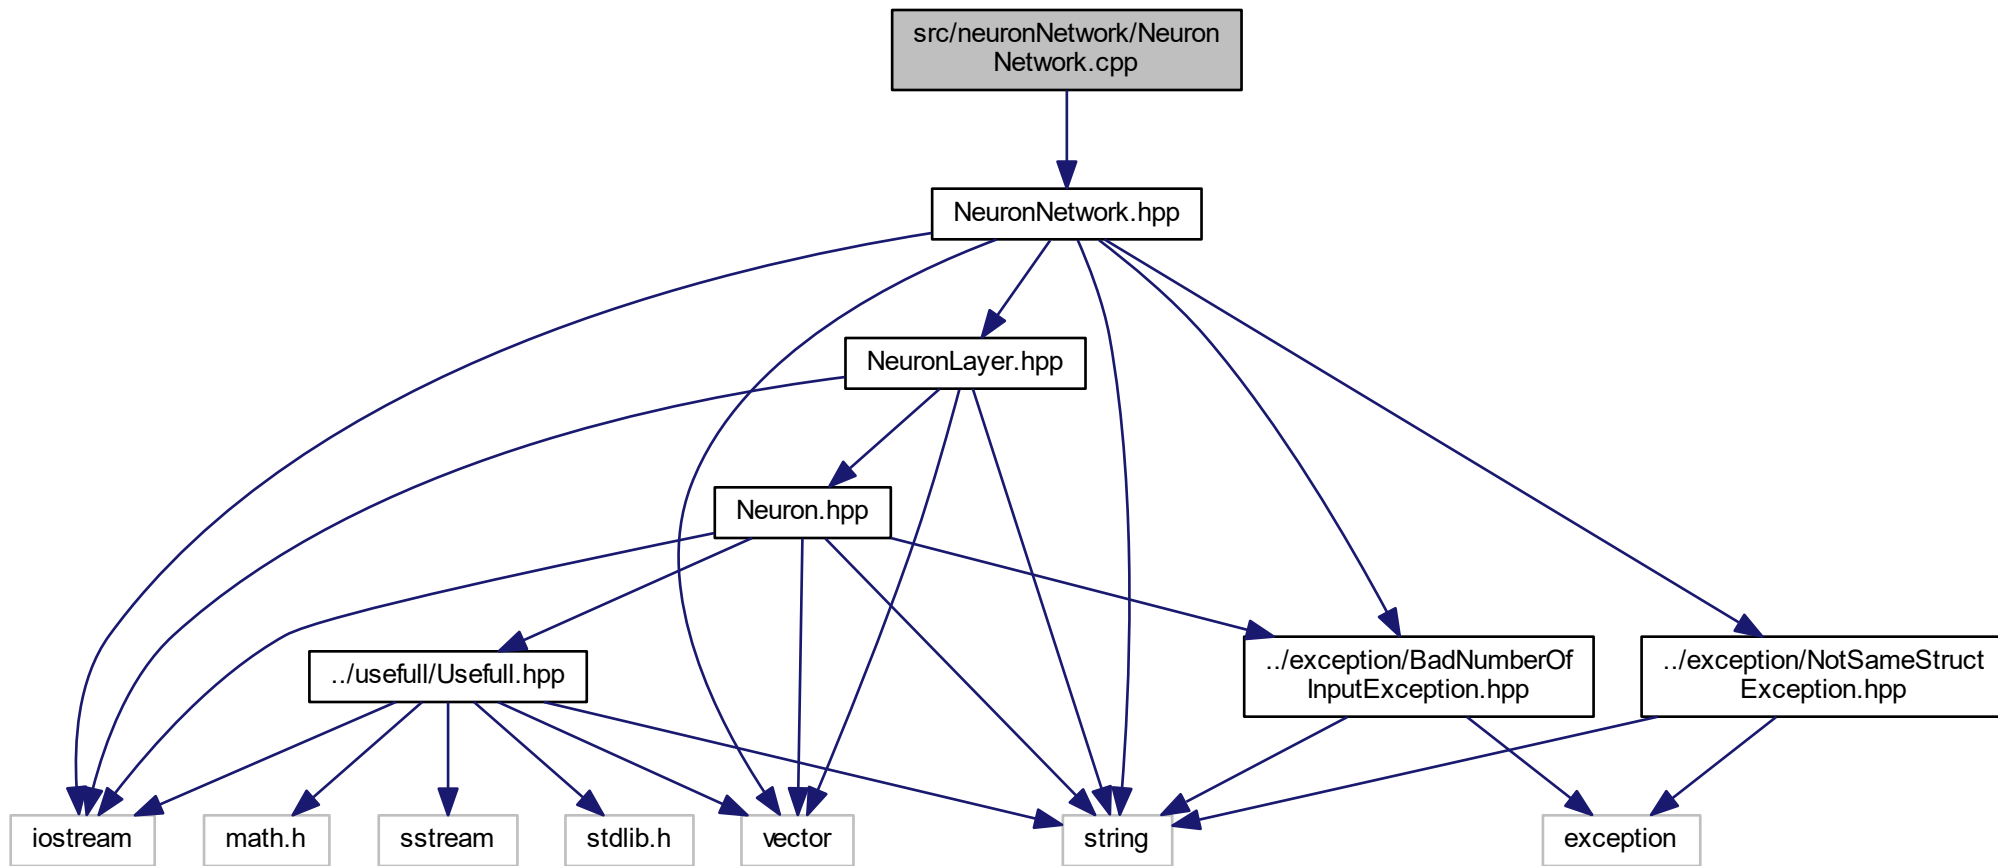 src/neuronNetwork/Neuron
Network.cpp
NeuronNetwork.hpp
NeuronLayer.hpp
Neuron.hpp
../usefull/Usefull.hpp
../exception/BadNumberOf
InputException.hpp
../exception/NotSameStruct
Exception.hpp
iostream
math.h
sstream
stdlib.h
vector
string
exception